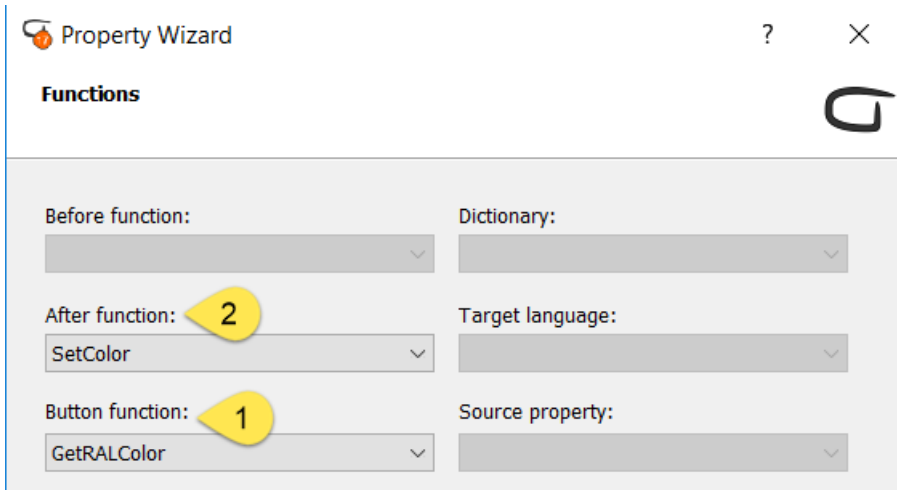 Property Wizard
?
Functions
Before function:
Dictionary:
After function:
2
Target language:
SetColor
Button function:
1
Source property:
GetRALColor